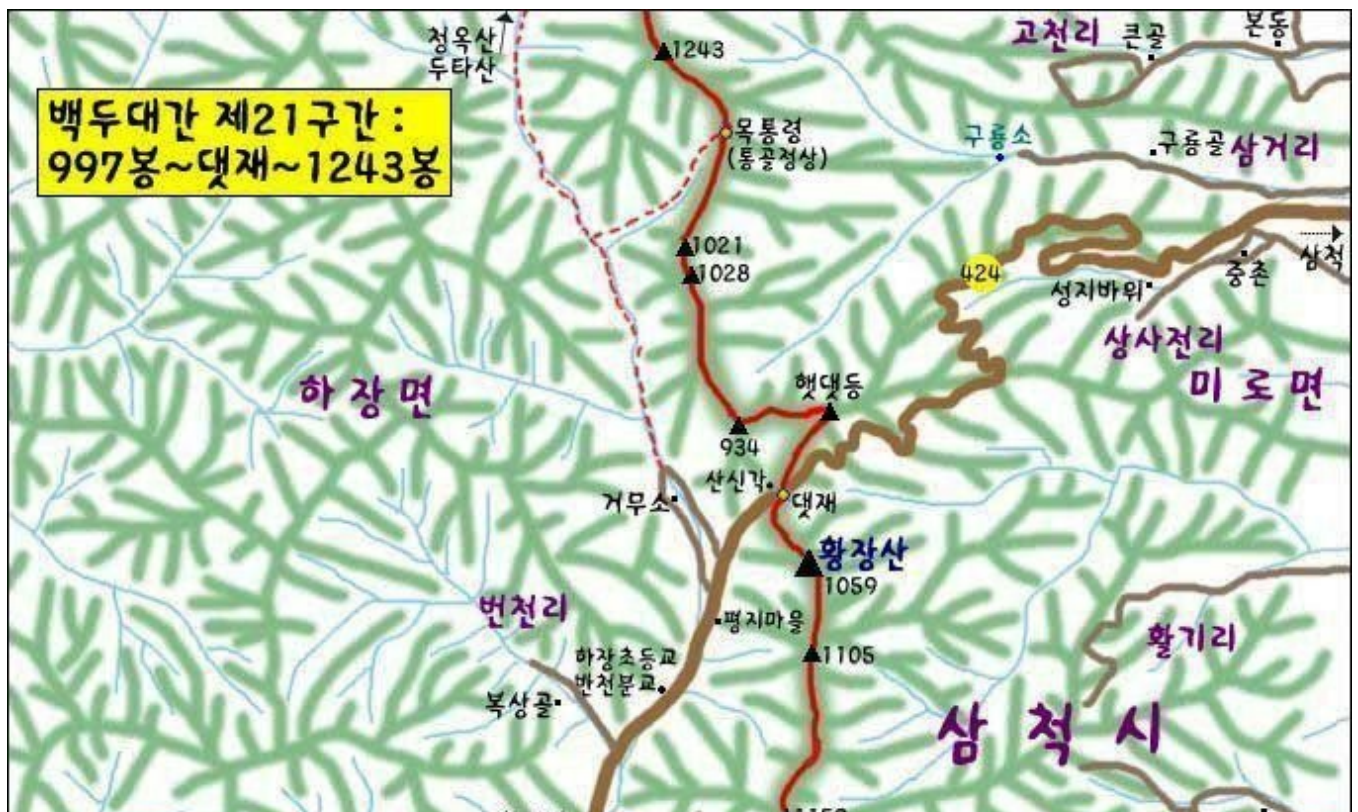 정옥산
두타산
1243
고천리
큰골
본동
백두대간 제21구간 :
997봉~댓재~1243봉
목통령
(통골정상)
구룡소
구룡골
삼거리
1021
1028
424
성지바위
중촌
삼척
상사전리
미로면
하장면
햇댓등
934
산신각
댓재
거무소
황장산
1059
번천리
평지마을
1105
활기리
하장초등교
반천분교
복상골
삼척시